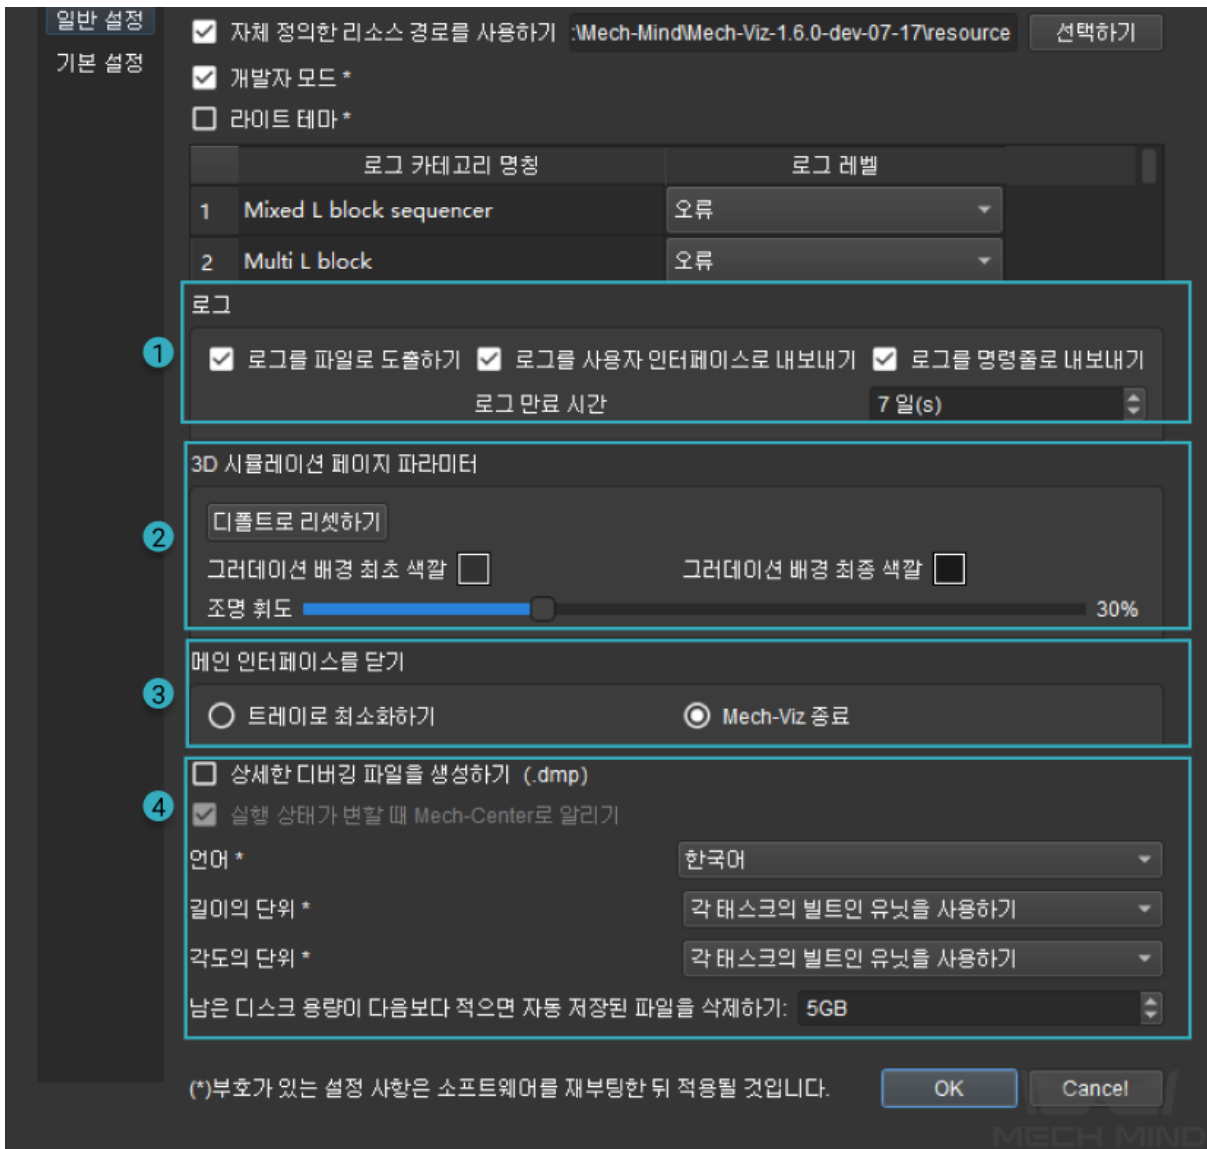 일반 설정
기본 설정
자체 정의한 리소스 경로를 사용하기 :\Mech-Mind\Mech-Viz-1.6.0-dev-07-17\resource 선택하기
개발자 모드 *
라이트 테마 *
로그 카테고리 명칭 로그 레벨
1 Mixed L block sequencer 오류
2 Multi L block 오류
로그
1 로그를 파일로 도출하기 로그를 사용자 인터페이스로 내보내기 로그를 명령줄로 내보내기
로그 만료 시간 7 일(s)
3D 시뮬레이션 페이지 파라미터
2 디폴트로 리셋하기
그러데이션 배경 최초 색깔 그러데이션 배경 최종 색깔
조명 휘도 30%
메인 인터페이스를 닫기
3 트레이로 최소화하기 Mech-Viz 종료
상세한 디버깅 파일을 생성하기 (.dmp)
4 실행 상태가 변할 때 Mech-Center로 알리기
언어 * 한국어
길이의 단위 * 각 태스크의 빌트인 유닛을 사용하기
각도의 단위 * 각 태스크의 빌트인 유닛을 사용하기
남은 디스크 용량이 다음보다 적으면 자동 저장된 파일을 삭제하기: 5GB
(*)부호가 있는 설정 사항은 소프트웨어를 재부팅한 뒤 적용될 것입니다. OK Cancel
MECH MIND